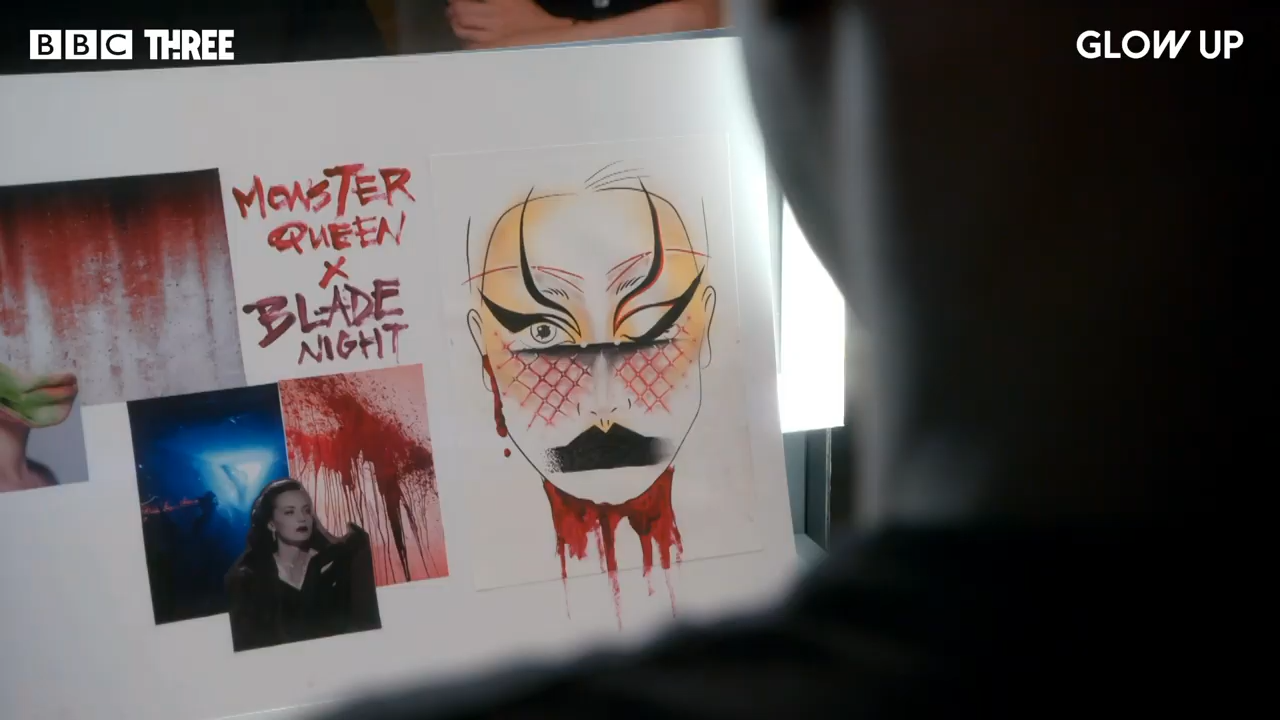 BBC THREE
GLOW UP
MONSTER
QUEEN
X
BLADE
NIGHT